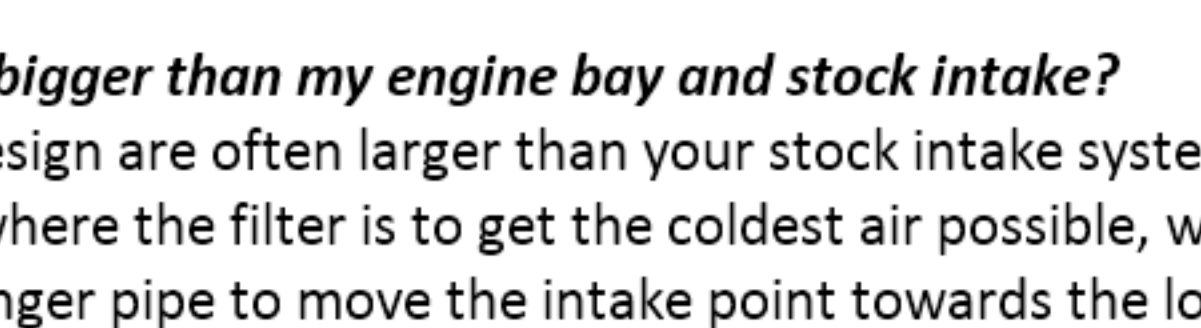 bigger than my engine bay and stock intake?
esign are often larger than your stock intake syste
where the filter is to get the coldest air possible, w
nger pipe to move the intake point towards the lo